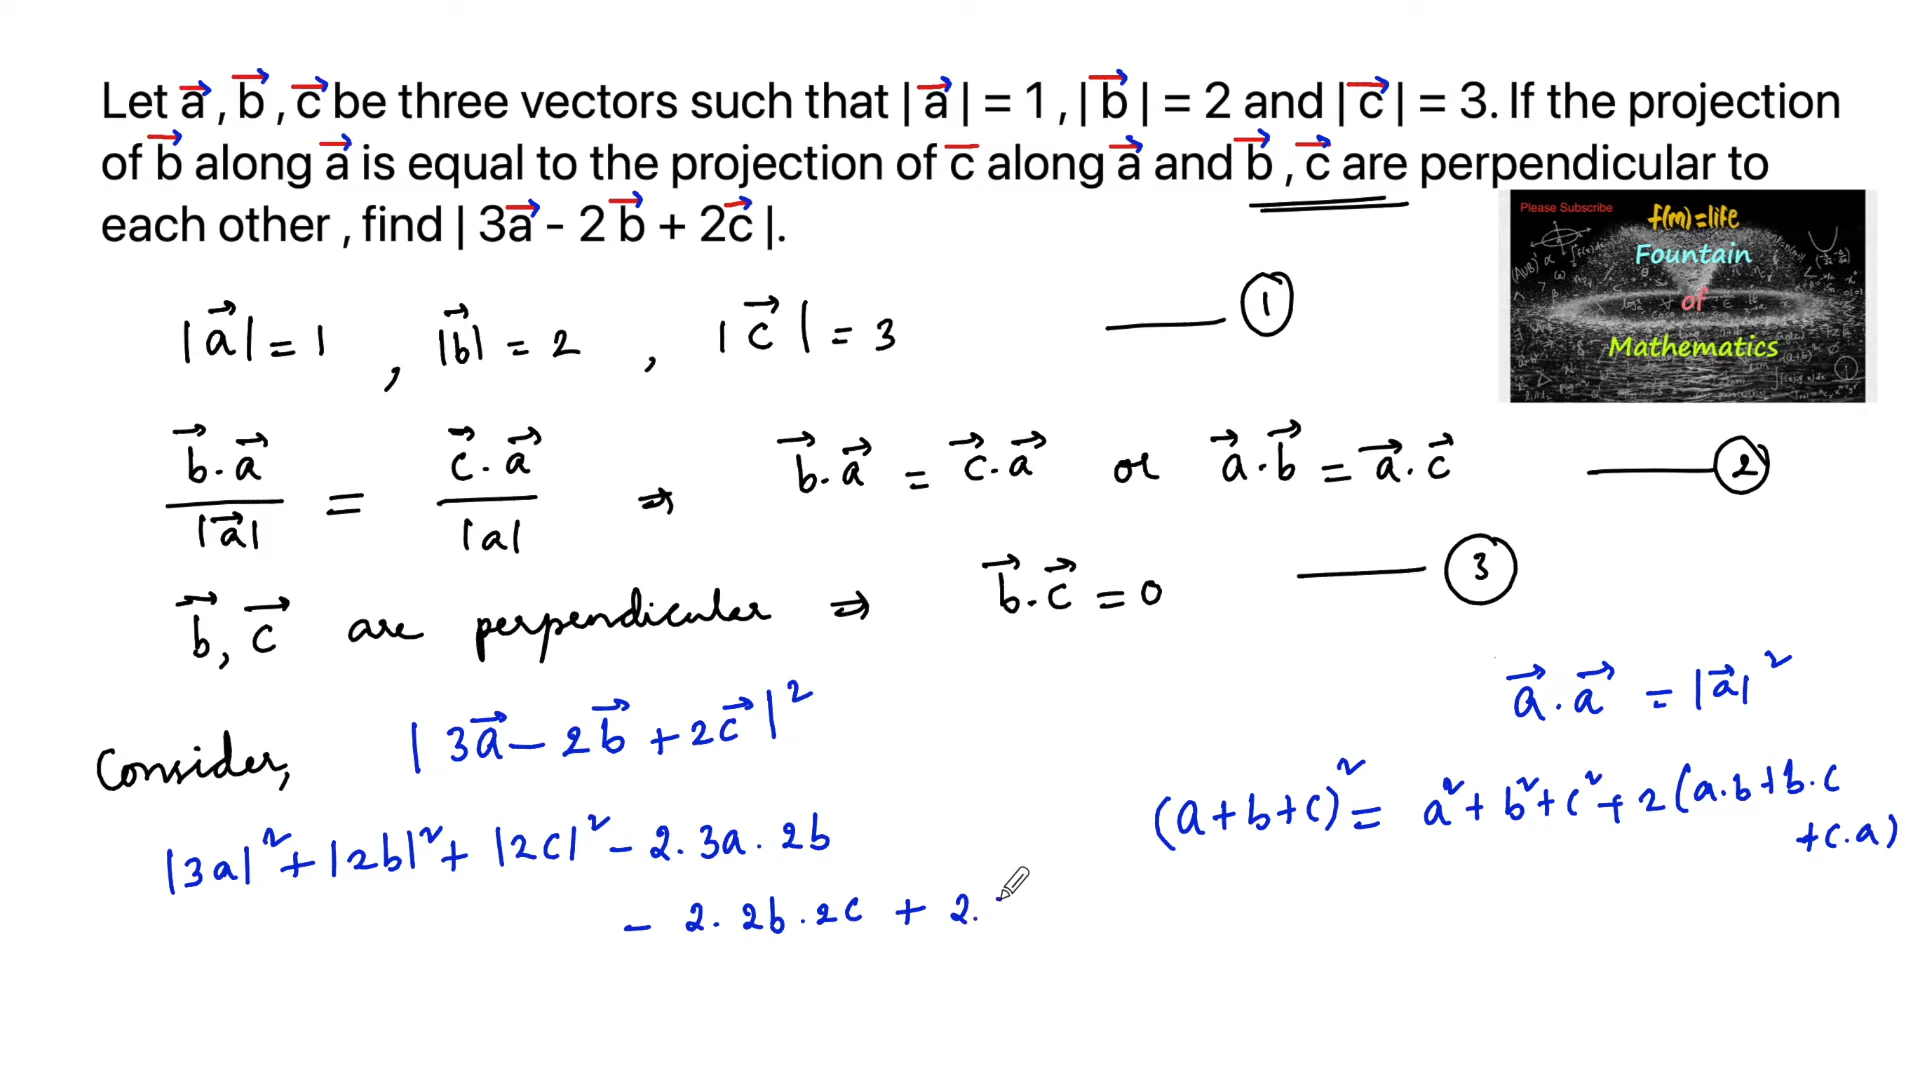 Let a⃗ , b⃗ , c⃗ be three vectors such that | a⃗ | = 1 , | b⃗ | = 2 and | c⃗ | = 3. If the projection
of b⃗ along a⃗ is equal to the projection of c̅ along a⃗ and b⃗ , c⃗ are perpendicular to
each other , find | 3a⃗ - 2 b⃗ + 2c⃗ |.
Please Subscribe
f(m)=life
Fountain
of
Mathematics
|a⃗| = 1 , |b⃗| = 2 , |c⃗| = 3 —— ①
b⃗.a⃗ / |a⃗| = c⃗.a⃗ / |a| ⇒ b⃗.a⃗ = c⃗.a⃗ or a⃗.b⃗ = a⃗.c⃗ —— ②
b⃗, c⃗ are perpendicular ⇒ b⃗.c⃗ = 0 —— ③
a⃗.a⃗ = |a⃗|²
Consider, | 3a⃗ – 2b⃗ + 2c⃗ |²
(a+b+c)² = a²+b²+c²+2(a.b+b.c
+c.a)
|3a|² + |2b|² + |2c|² – 2.3a.2b
– 2.2b.2c + 2.